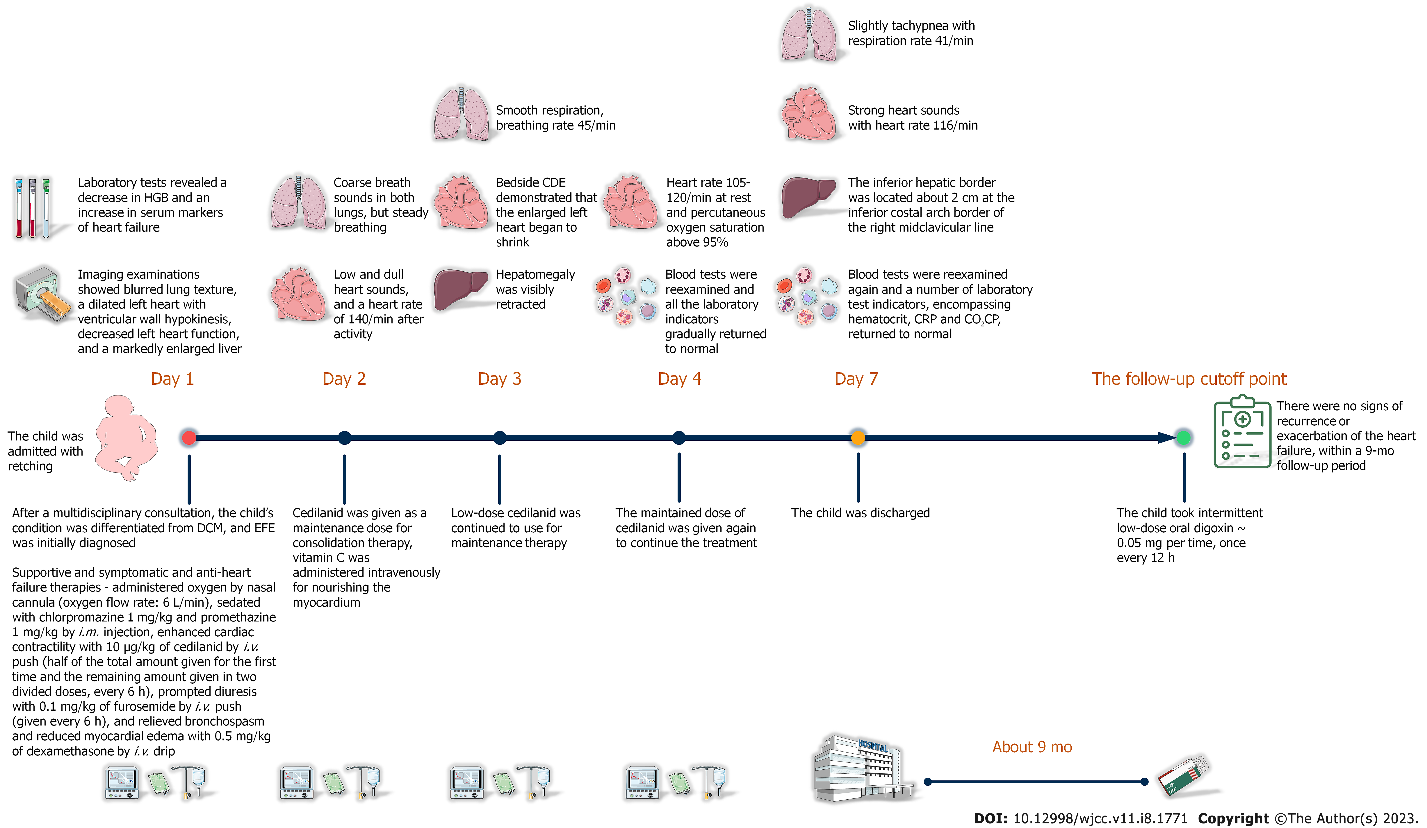 Slightly tachypnea with
respiration rate 41/min
Smooth respiration,
breathing rate 45/min
Strong heart sounds
with heart rate 116/min
Laboratory tests revealed a
decrease in HGB and an
increase in serum markers
of heart failure
Coarse breath
sounds in both
lungs, but steady
breathing
Bedside CDE
demonstrated that
the enlarged left
heart began to
shrink
Heart rate 105-
120/min at rest
and percutaneous
oxygen saturation
above 95%
The inferior hepatic border
was located about 2 cm at the
inferior costal arch border of
the right midclavicular line
Imaging examinations
showed blurred lung texture,
a dilated left heart with
ventricular wall hypokinesis,
decreased left heart function,
and a markedly enlarged liver
Low and dull
heart sounds,
and a heart rate
of 140/min after
activity
Hepatomegaly
was visibly
retracted
Blood tests were
reexamined and
all the laboratory
indicators
gradually returned
to normal
Blood tests were reexamined
again and a number of laboratory
test indicators, encompassing
hematocrit, CRP and CO₂CP,
returned to normal
Day 1
Day 2
Day 3
Day 4
Day 7
The follow-up cutoff point
The child was
admitted with
retching
There were no signs of
recurrence or
exacerbation of the heart
failure, within a 9-mo
follow-up period
After a multidisciplinary consultation, the child's
condition was differentiated from DCM, and EFE
was initially diagnosed
Supportive and symptomatic and anti-heart
failure therapies - administered oxygen by nasal
cannula (oxygen flow rate: 6 L/min), sedated
with chlorpromazine 1 mg/kg and promethazine
1 mg/kg by i.m. injection, enhanced cardiac
contractility with 10 μg/kg of cedilanid by i.v.
push (half of the total amount given for the first
time and the remaining amount given in two
divided doses, every 6 h), prompted diuresis
with 0.1 mg/kg of furosemide by i.v. push
(given every 6 h), and relieved bronchospasm
and reduced myocardial edema with 0.5 mg/kg
of dexamethasone by i.v. drip
Cedilanid was given as a
maintenance dose for
consolidation therapy,
vitamin C was
administered intravenously
for nourishing the
myocardium
Low-dose cedilanid was
continued to use for
maintenance therapy
The maintained dose of
cedilanid was given again
to continue the treatment
The child was discharged
The child took intermittent
low-dose oral digoxin ~
0.05 mg per time, once
every 12 h
HOSPITAL
About 9 mo
DOI: 10.12998/wjcc.v11.i8.1771 Copyright ©The Author(s) 2023.